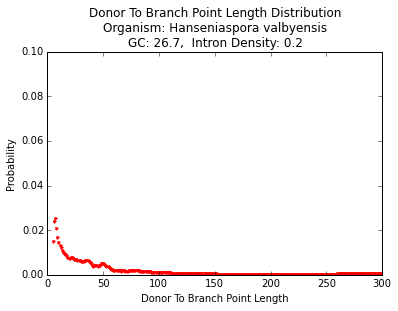 Donor To Branch Point Length Distribution
Organism: Hanseniaspora valbyensis
GC: 26.7,  Intron Density: 0.2
0.10
0.08
0.06
0.04
0.02
0.00
Probability
0 50 100 150 200 250 300
Donor To Branch Point Length